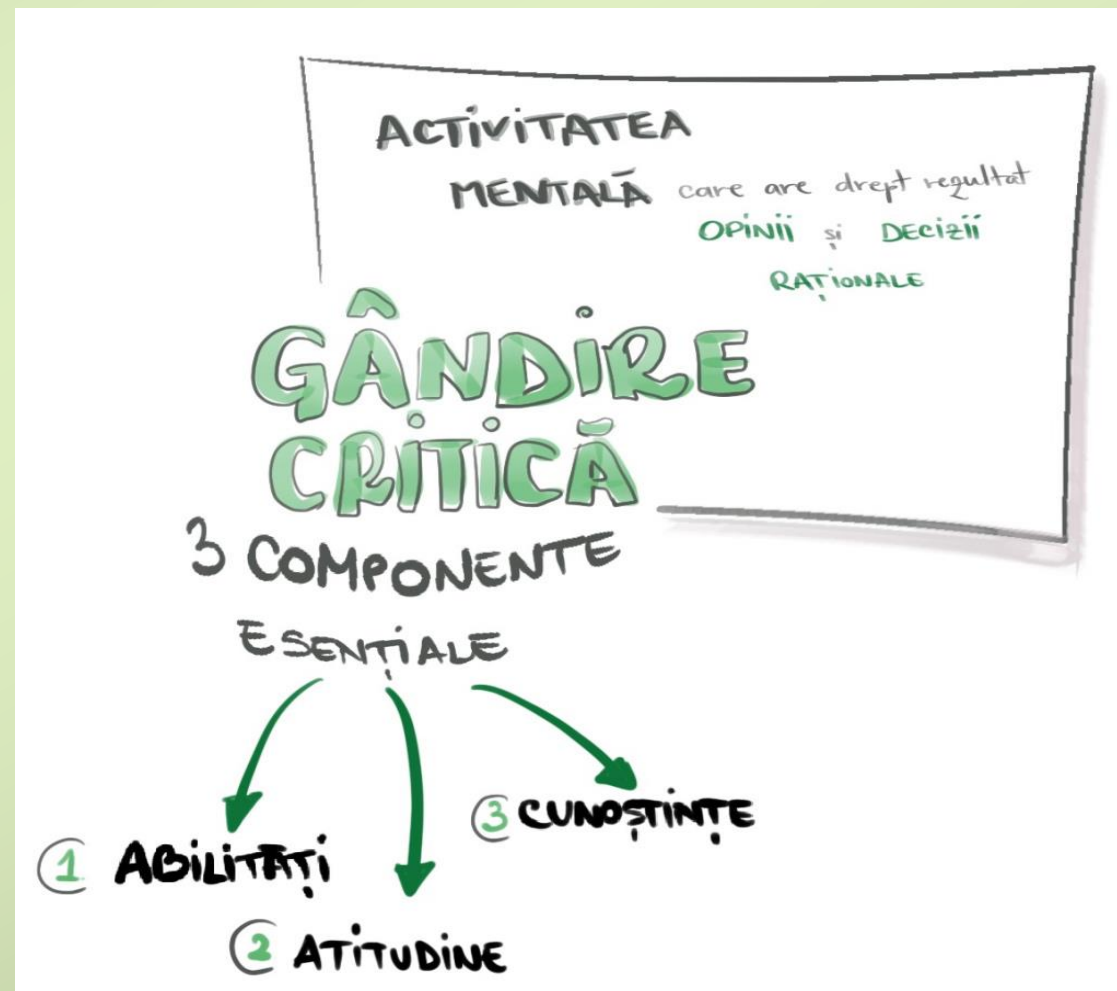 ACTIVITATEA
MENTALĂ care are drept rezultat
OPINII și DECIZII
RAȚIONALE
GÂNDIRE
CRITICĂ
3 COMPONENTE
ESENȚIALE
1 ABILITĂȚI
2 ATITUDINE
3 CUNOȘTINȚE